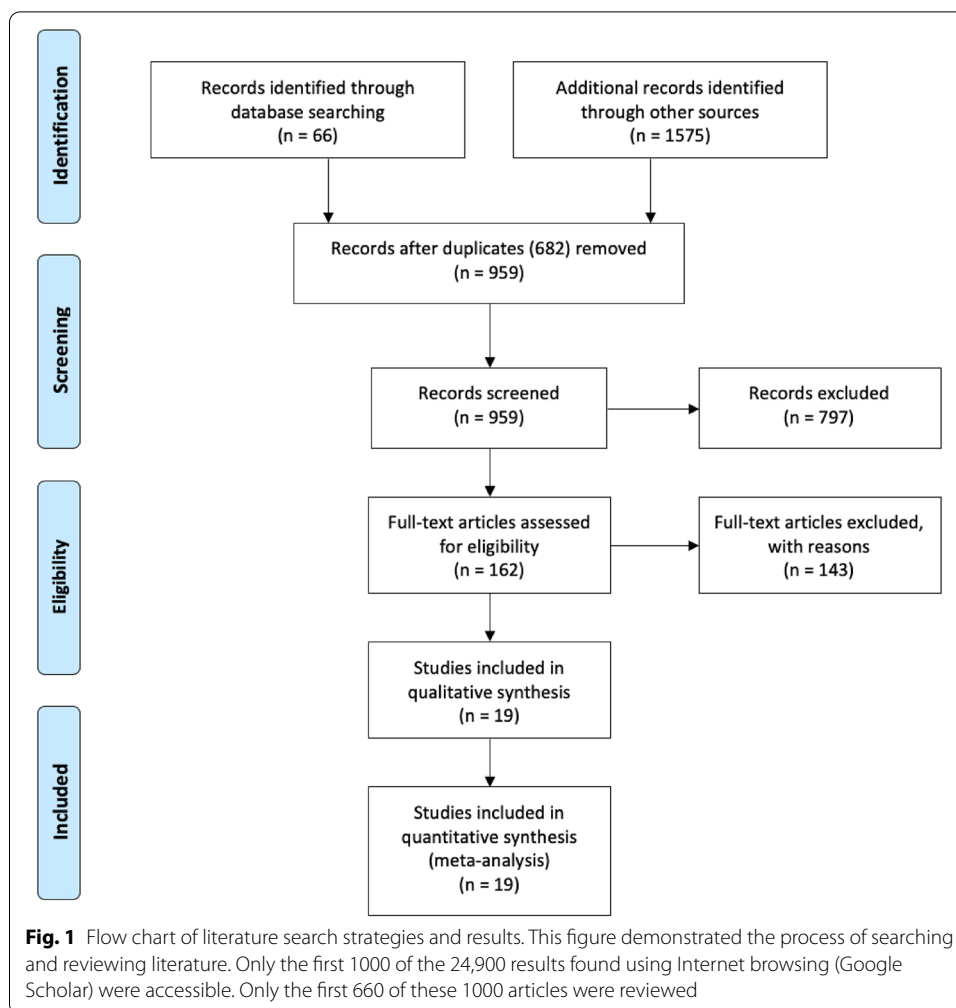 Identification
Records identified through
database searching
(n = 66)
Additional records identified
through other sources
(n = 1575)
Records after duplicates (682) removed
(n = 959)
Screening
Records screened
(n = 959)
Records excluded
(n = 797)
Eligibility
Full-text articles assessed
for eligibility
(n = 162)
Full-text articles excluded,
with reasons
(n = 143)
Studies included in
qualitative synthesis
(n = 19)
Included
Studies included in
quantitative synthesis
(meta-analysis)
(n = 19)
Fig. 1 Flow chart of literature search strategies and results. This figure demonstrated the process of searching
and reviewing literature. Only the first 1000 of the 24,900 results found using Internet browsing (Google
Scholar) were accessible. Only the first 660 of these 1000 articles were reviewed